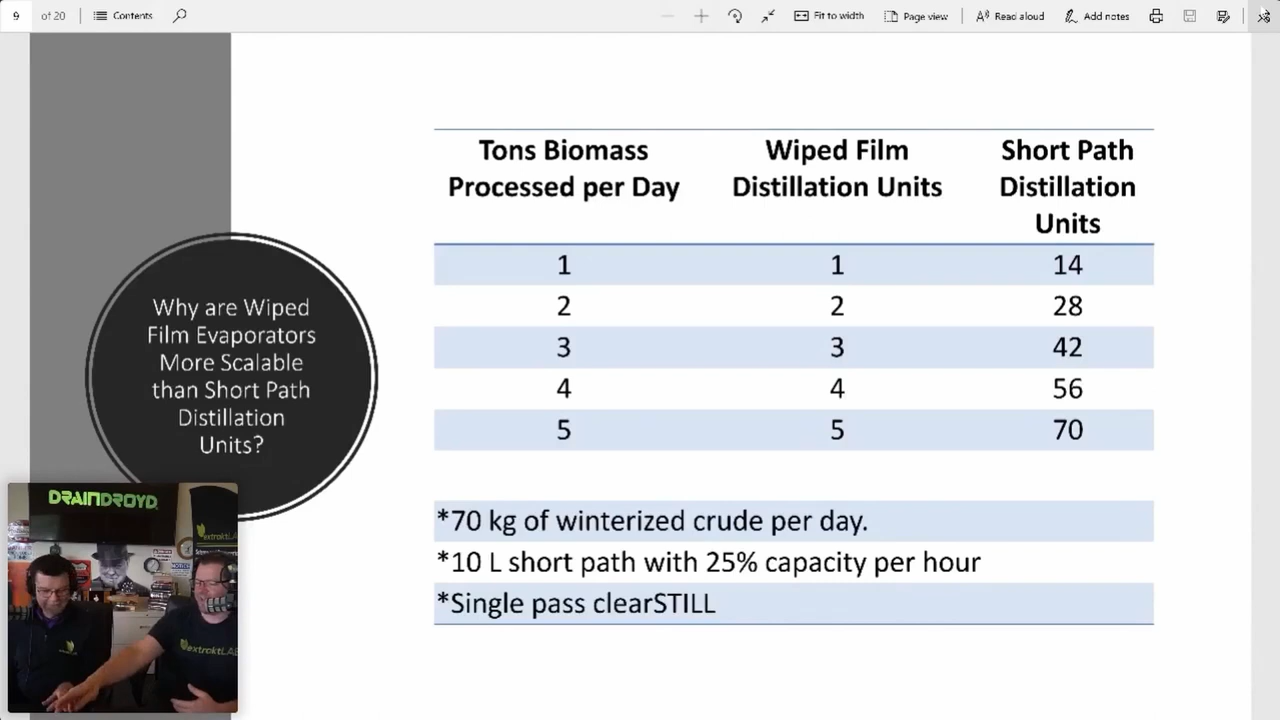 9 of 20 Contents Fit to width Page view Read aloud Add notes
Tons Biomass
Processed per Day
Wiped Film
Distillation Units
Short Path
Distillation
Units
1 1 14
2 2 28
3 3 42
4 4 56
5 5 70
Why are Wiped
Film Evaporators
More Scalable
than Short Path
Distillation
Units?
*70 kg of winterized crude per day.
*10 L short path with 25% capacity per hour
*Single pass clearSTILL
DRAINDROYD
extraktLAB
extraktLAB